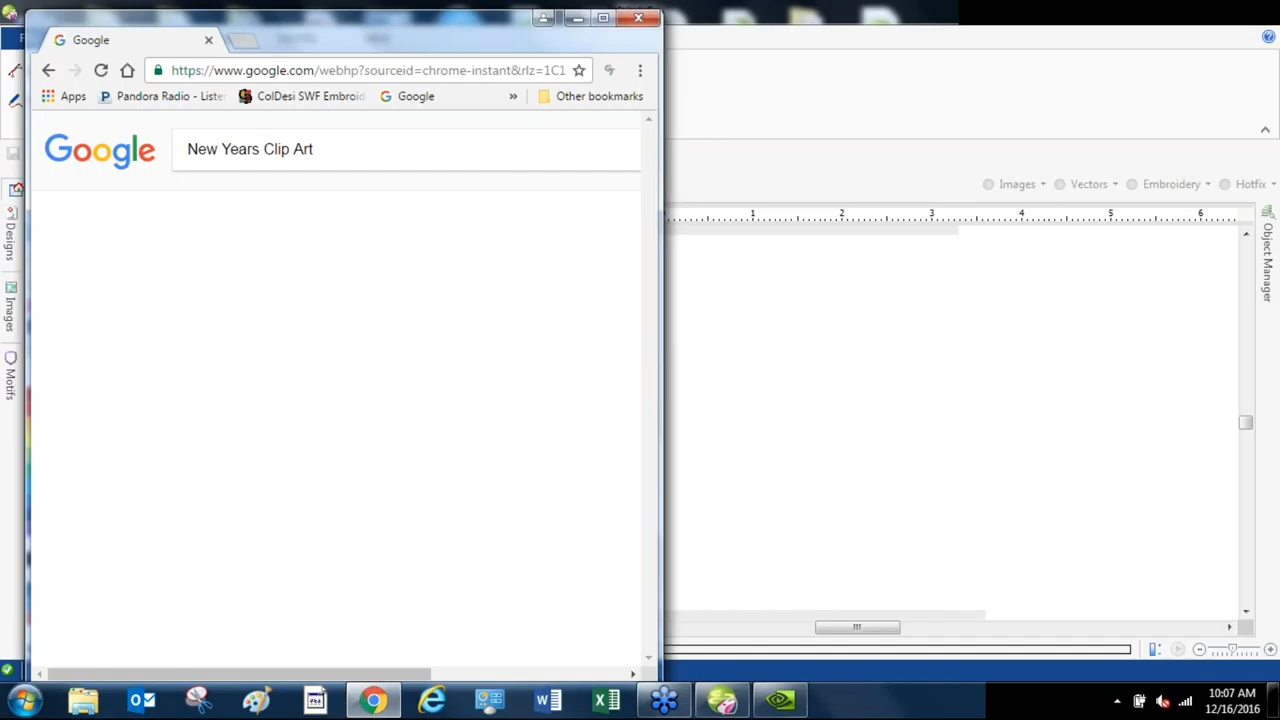 Google
https://www.google.com/webhp?sourceid=chrome-instant&rlz=1C1
Apps
Pandora Radio - Liste
ColDesi SWF Embroid
Google
»
Other bookmarks
Google
New Years Clip Art
Images
Vectors
Embroidery
Hotfix
1 2 3 4 5 6
Designs
Images
Motifs
Object Manager
10:07 AM
12/16/2016